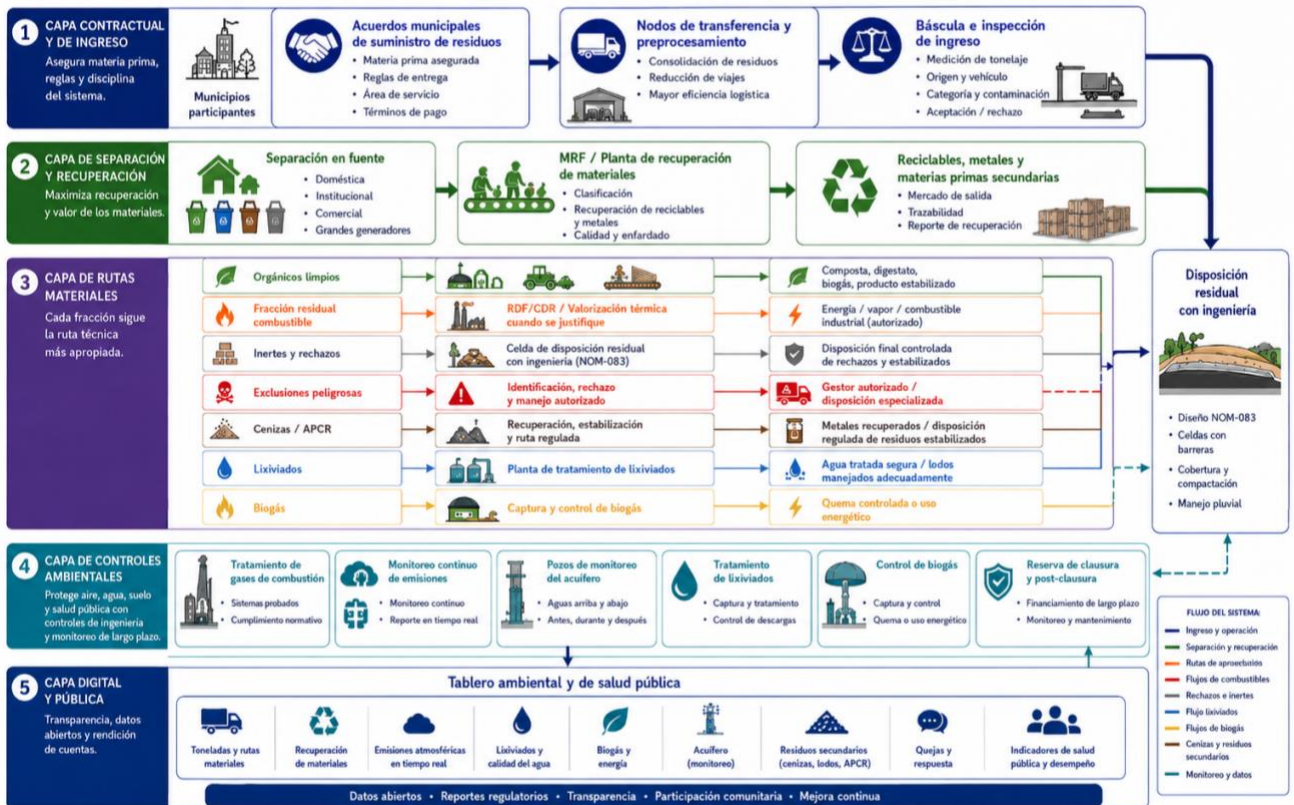 1 CAPA CONTRACTUAL
Y DE INGRESO
Asegura materia prima,
reglas y disciplina
del sistema.
Municipios
participantes
Acuerdos municipales
de suministro de residuos
• Materia prima asegurada
• Reglas de entrega
• Área de servicio
• Términos de pago
Nodos de transferencia y
preprocesamiento
• Consolidación de residuos
• Reducción de viajes
• Mayor eficiencia logística
Báscula e inspección
de ingreso
• Medición de tonelaje
• Origen y vehículo
• Categoría y contaminación
• Aceptación / rechazo
2 CAPA DE SEPARACIÓN
Y RECUPERACIÓN
Maximiza recuperación
y valor de los materiales.
Separación en fuente
• Doméstica
• Institucional
• Comercial
• Grandes generadores
MRF / Planta de recuperación
de materiales
• Clasificación
• Recuperación de reciclables
y metales
• Calidad y enfardado
Reciclables, metales y
materias primas secundarias
• Mercado de salida
• Trazabilidad
• Reporte de recuperación
3 CAPA DE RUTAS
MATERIALES
Cada fracción sigue
la ruta técnica
más apropiada.
Orgánicos limpios
Composta, digestato,
biogás, producto estabilizado
Fracción residual
combustible
RDF/CDR / Valorización térmica
cuando se justifique
Energía / vapor / combustible
industrial (autorizado)
Inertes y rechazos
Celda de disposición residual
con ingeniería (NOM-083)
Disposición final controlada
de rechazos y estabilizados
Exclusiones peligrosas
Identificación, rechazo
y manejo autorizado
Gestor autorizado /
disposición especializada
Cenizas / APCR
Recuperación, estabilización
y ruta regulada
Metales recuperados / disposición
regulada de residuos estabilizados
Lixiviados
Planta de tratamiento de lixiviados
Agua tratada segura / lodos
manejados adecuadamente
Biogás
Captura y control de biogás
Quema controlada o uso
energético
Disposición
residual
con ingeniería
• Diseño NOM-083
• Celdas con
barreras
• Cobertura y
compactación
• Manejo pluvial
4 CAPA DE CONTROLES
AMBIENTALES
Protege aire, agua, suelo
y salud pública con
controles de ingeniería
y monitoreo de largo plazo.
Tratamiento de
gases de combustión
• Sistemas probados
• Cumplimiento normativo
Monitoreo continuo
de emisiones
• Monitoreo continuo
• Reporte en tiempo real
Pozos de monitoreo
del acuífero
• Aguas arriba y abajo
• Antes, durante y después
Tratamiento
de lixiviados
• Captura y tratamiento
• Control de descargas
Control de biogás
• Captura y control
• Quema o uso energético
Reserva de clausura
y post-clausura
• Financiamiento de largo plazo
• Monitoreo y mantenimiento
FLUJO DEL SISTEMA:
Ingreso y operación
Separación y recuperación
Rutas de
Flujos de combustibles
Rechazos e inertes
Flujo lixiviados
Flujos de biogás
Cenizas y residuos
secundarios
Monitoreo y datos
5 CAPA DIGITAL
Y PÚBLICA
Transparencia, datos
abiertos y rendición
de cuentas.
Tablero ambiental y de salud pública
Toneladas y rutas
materiales
Recuperación
de materiales
Emisiones atmosféricas
en tiempo real
Lixiviados y
calidad del agua
Biogás y
energía
Acuífero
(monitoreo)
Residuos secundarios
(cenizas, lodos, APCR)
Quejas y
respuesta
Indicadores de salud
pública y desempeño
Datos abiertos • Reportes regulatorios • Transparencia • Participación comunitaria • Mejora continua